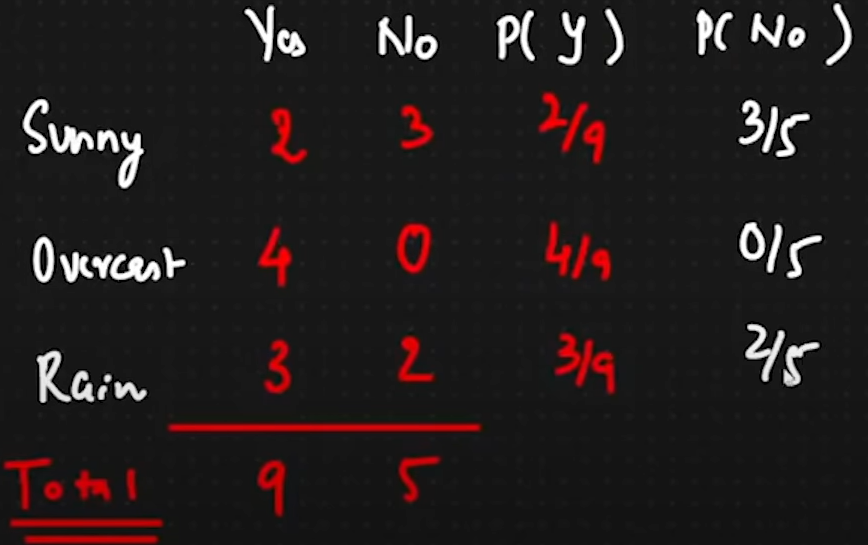 Yes No P( y ) P( No )
Sunny 2 3 2/9 3/5
Overcast 4 0 4/9 0/5
Rain 3 2 3/9 2/5
Total 9 5